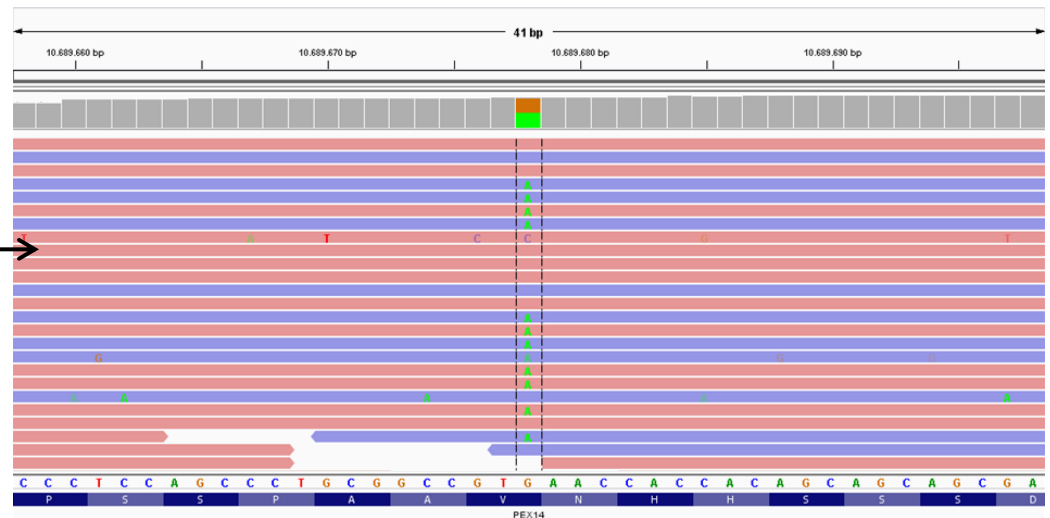 41 bp
10.689.660 bp 10.689.670 bp 10.689.680 bp 10.689.690 bp
A
A
A
A
T A T C C G T
A
A
A
G A G G
A
A
A A A A
A
A
C C C T C C A G C C C T G C G G C C G T G A A C C A C C A C A G C A G C A G C G A
P S S P A A V N H H S S S D
PEX14